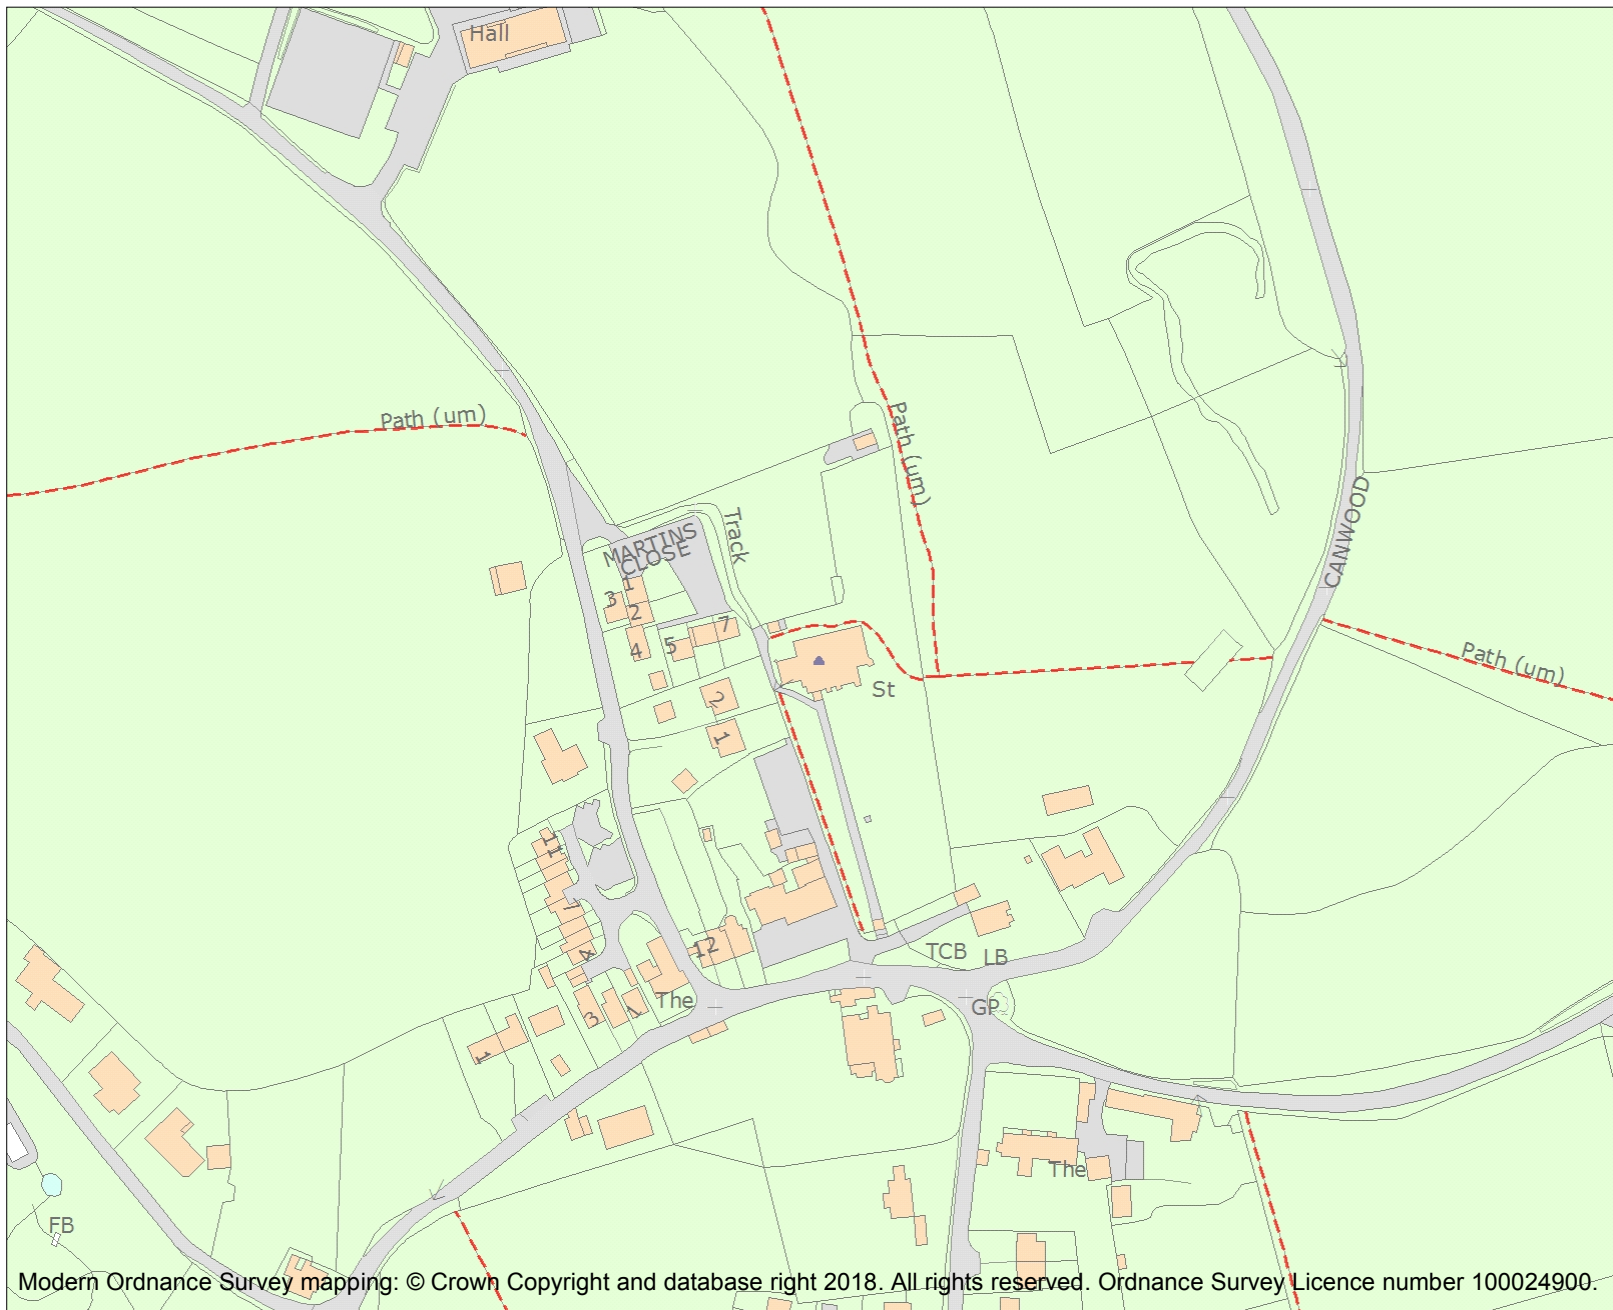 Hall
Path (um)
Path (um)
Track
MARTINS
CLOSE
CANWOOD
1
3
2
4
5
7
2
1
St
Path (um)
11
7
4
12
TCB
LB
The
GP
3
1
1
The
FB
Modern Ordnance Survey mapping: © Crown Copyright and database right 2018. All rights reserved. Ordnance Survey Licence number 100024900.